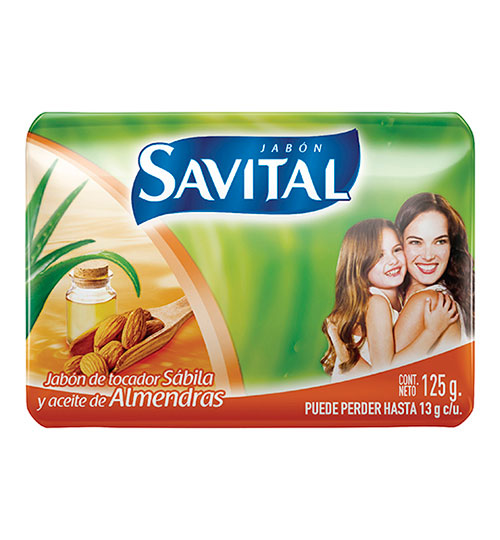 JABÓN
SAVITAL
Jabón de tocador Sábila
y aceite de Almendras
CONT. NETO 125 g.
PUEDE PERDER HASTA 13 g c/u.